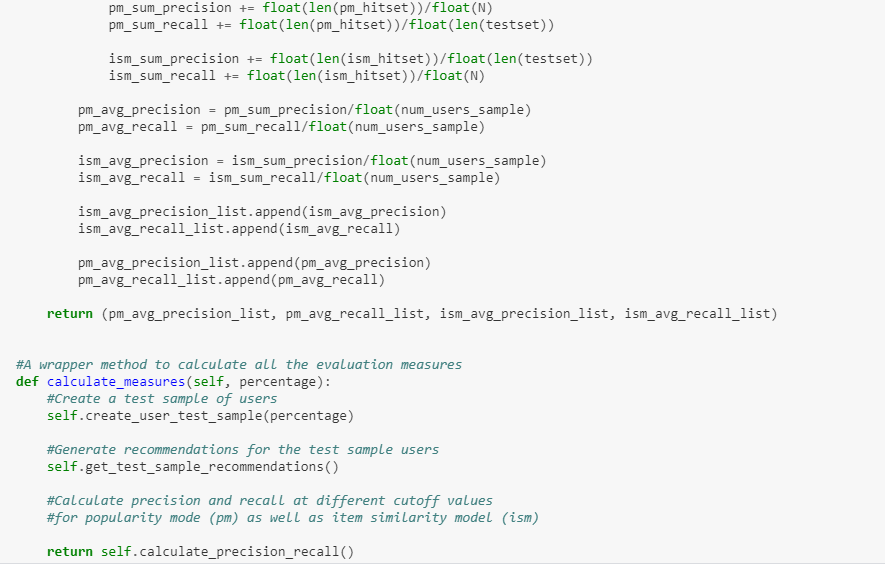 pm_sum_precision += float(len(pm_hitset))/float(N)
pm_sum_recall += float(len(pm_hitset))/float(len(testset))
ism_sum_precision += float(len(ism_hitset))/float(len(testset))
ism_sum_recall += float(len(ism_hitset))/float(N)
pm_avg_precision = pm_sum_precision/float(num_users_sample)
pm_avg_recall = pm_sum_recall/float(num_users_sample)
ism_avg_precision = ism_sum_precision/float(num_users_sample)
ism_avg_recall = ism_sum_recall/float(num_users_sample)
ism_avg_precision_list.append(ism_avg_precision)
ism_avg_recall_list.append(ism_avg_recall)
pm_avg_precision_list.append(pm_avg_precision)
pm_avg_recall_list.append(pm_avg_recall)
return (pm_avg_precision_list, pm_avg_recall_list, ism_avg_precision_list, ism_avg_recall_list)
#A wrapper method to calculate all the evaluation measures
def calculate_measures(self, percentage):
#Create a test sample of users
self.create_user_test_sample(percentage)
#Generate recommendations for the test sample users
self.get_test_sample_recommendations()
#Calculate precision and recall at different cutoff values
#for popularity mode (pm) as well as item similarity model (ism)
return self.calculate_precision_recall()